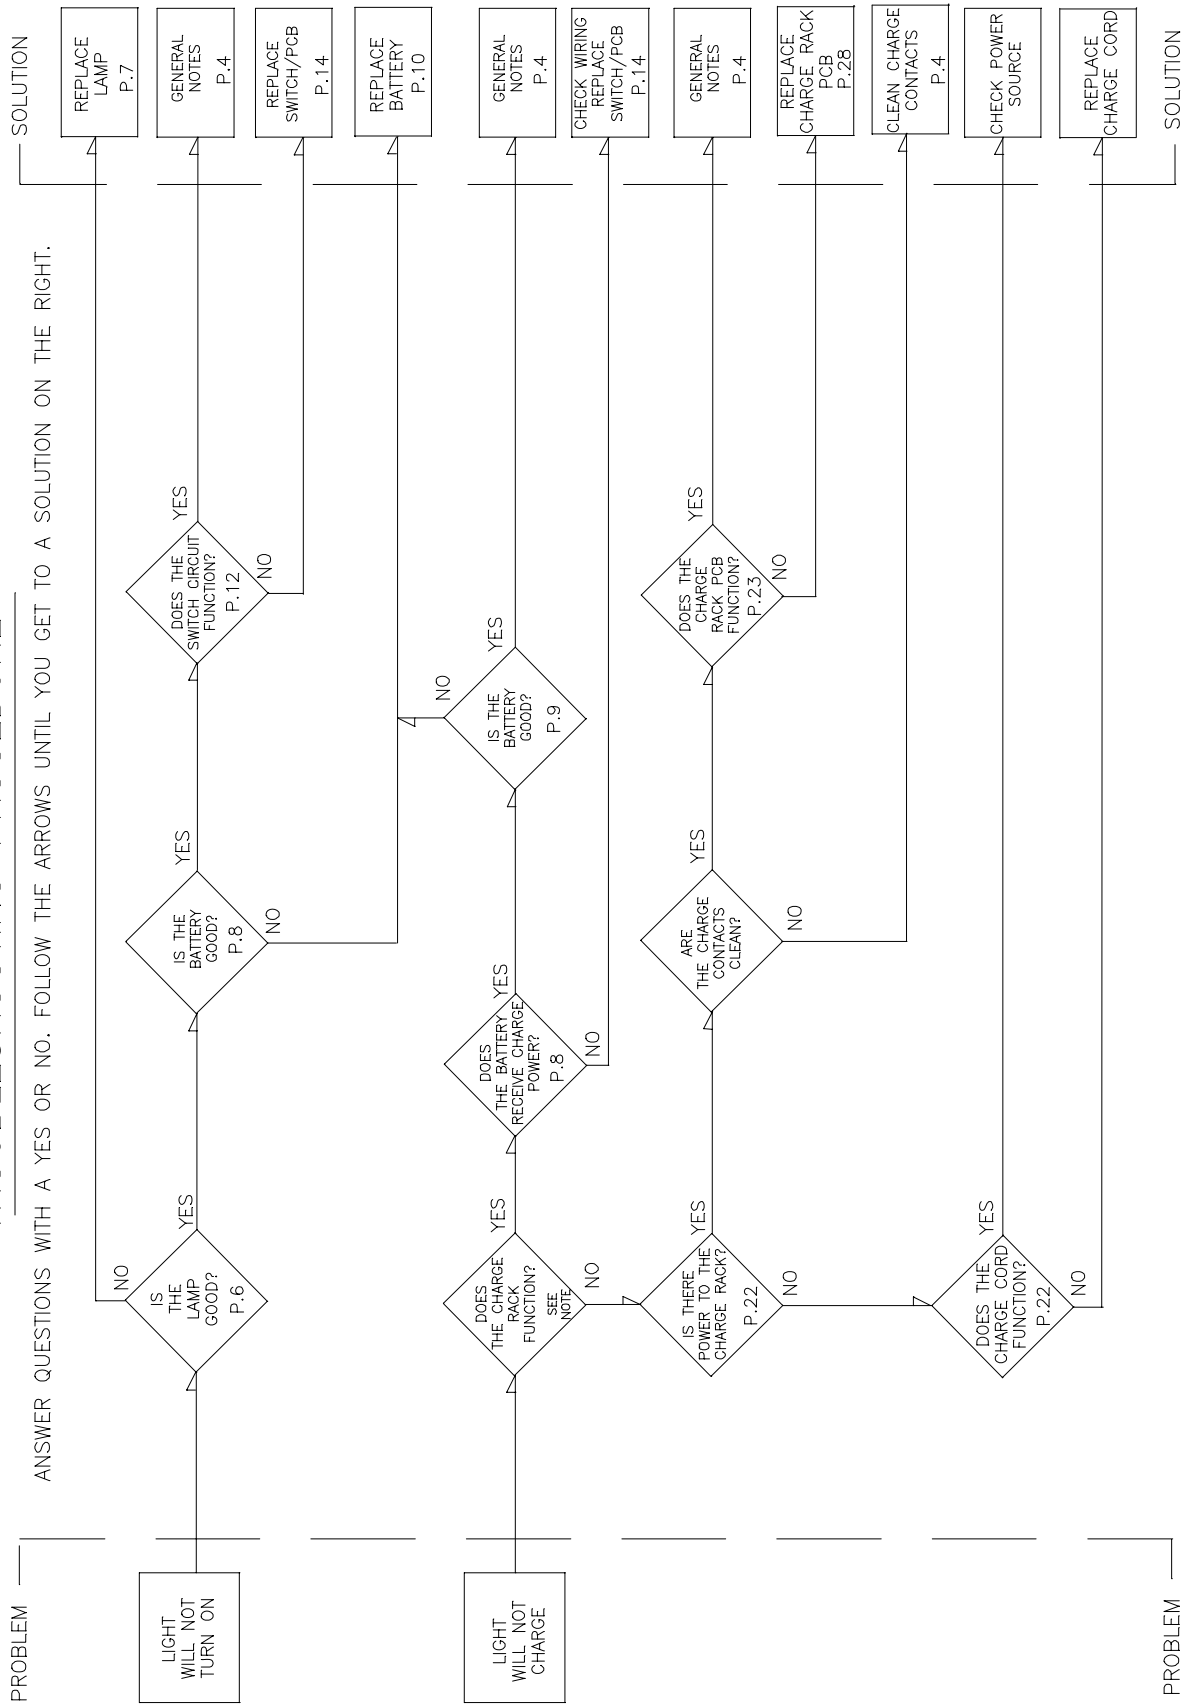 ANSWER QUESTIONS WITH A YES OR NO. FOLLOW THE ARROWS UNTIL YOU GET TO A SOLUTION ON THE RIGHT.
PROBLEM
SOLUTION
LIGHT
WILL NOT
TURN ON
IS
THE
LAMP
GOOD?
P.6
NO
YES
REPLACE
LAMP
P.7
IS THE
BATTERY
GOOD?
P.8
YES
NO
DOES THE
SWITCH CIRCUIT
FUNCTION?
P.12
YES
NO
GENERAL
NOTES
P.4
REPLACE
SWITCH/PCB
P.14
REPLACE
BATTERY
P.10
LIGHT
WILL NOT
CHARGE
DOES
THE CHARGE
RACK
FUNCTION?
SEE
NOTE
YES
NO
DOES
THE BATTERY
RECEIVE CHARGE
POWER?
P.8
YES
NO
IS THE
BATTERY
GOOD?
P.9
NO
YES
GENERAL
NOTES
P.4
CHECK WIRING
REPLACE
SWITCH/PCB
P.14
IS THERE
POWER TO THE
CHARGE RACK?
P.22
YES
NO
ARE
THE CHARGE
CONTACTS
CLEAN?
YES
NO
DOES THE
CHARGE
RACK PCB
FUNCTION?
P.23
YES
NO
GENERAL
NOTES
P.4
REPLACE
CHARGE RACK
PCB
P.28
CLEAN CHARGE
CONTACTS
P.4
DOES THE
CHARGE CORD
FUNCTION?
P.22
YES
NO
CHECK POWER
SOURCE
REPLACE
CHARGE CORD
PROBLEM
SOLUTION